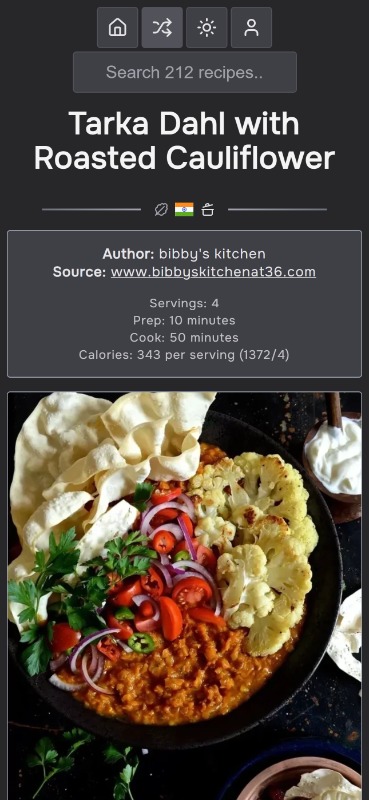 Search 212 recipes..
Tarka Dahl with
Roasted Cauliflower
Author: bibby's kitchen
Source: www.bibbyskitchenat36.com
Servings: 4
Prep: 10 minutes
Cook: 50 minutes
Calories: 343 per serving (1372/4)